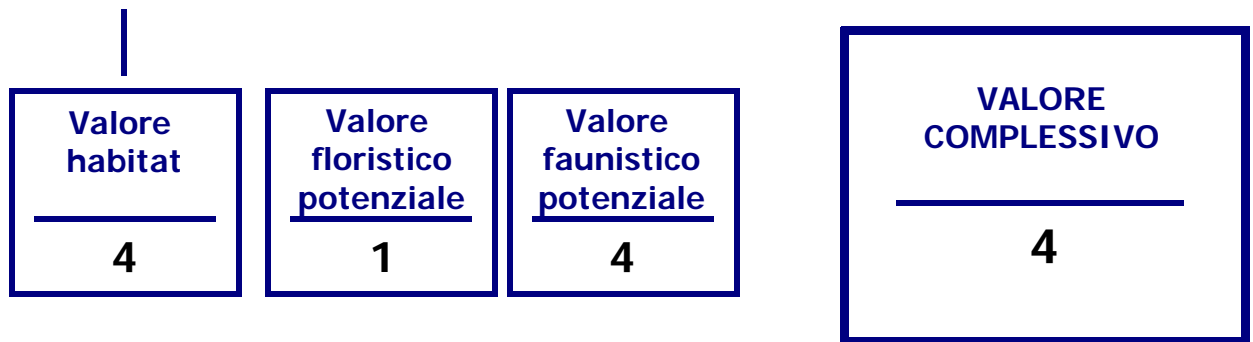 Valore
habitat
4
Valore
floristico
potenziale
1
Valore
faunistico
potenziale
4
VALORE
COMPLESSIVO
4